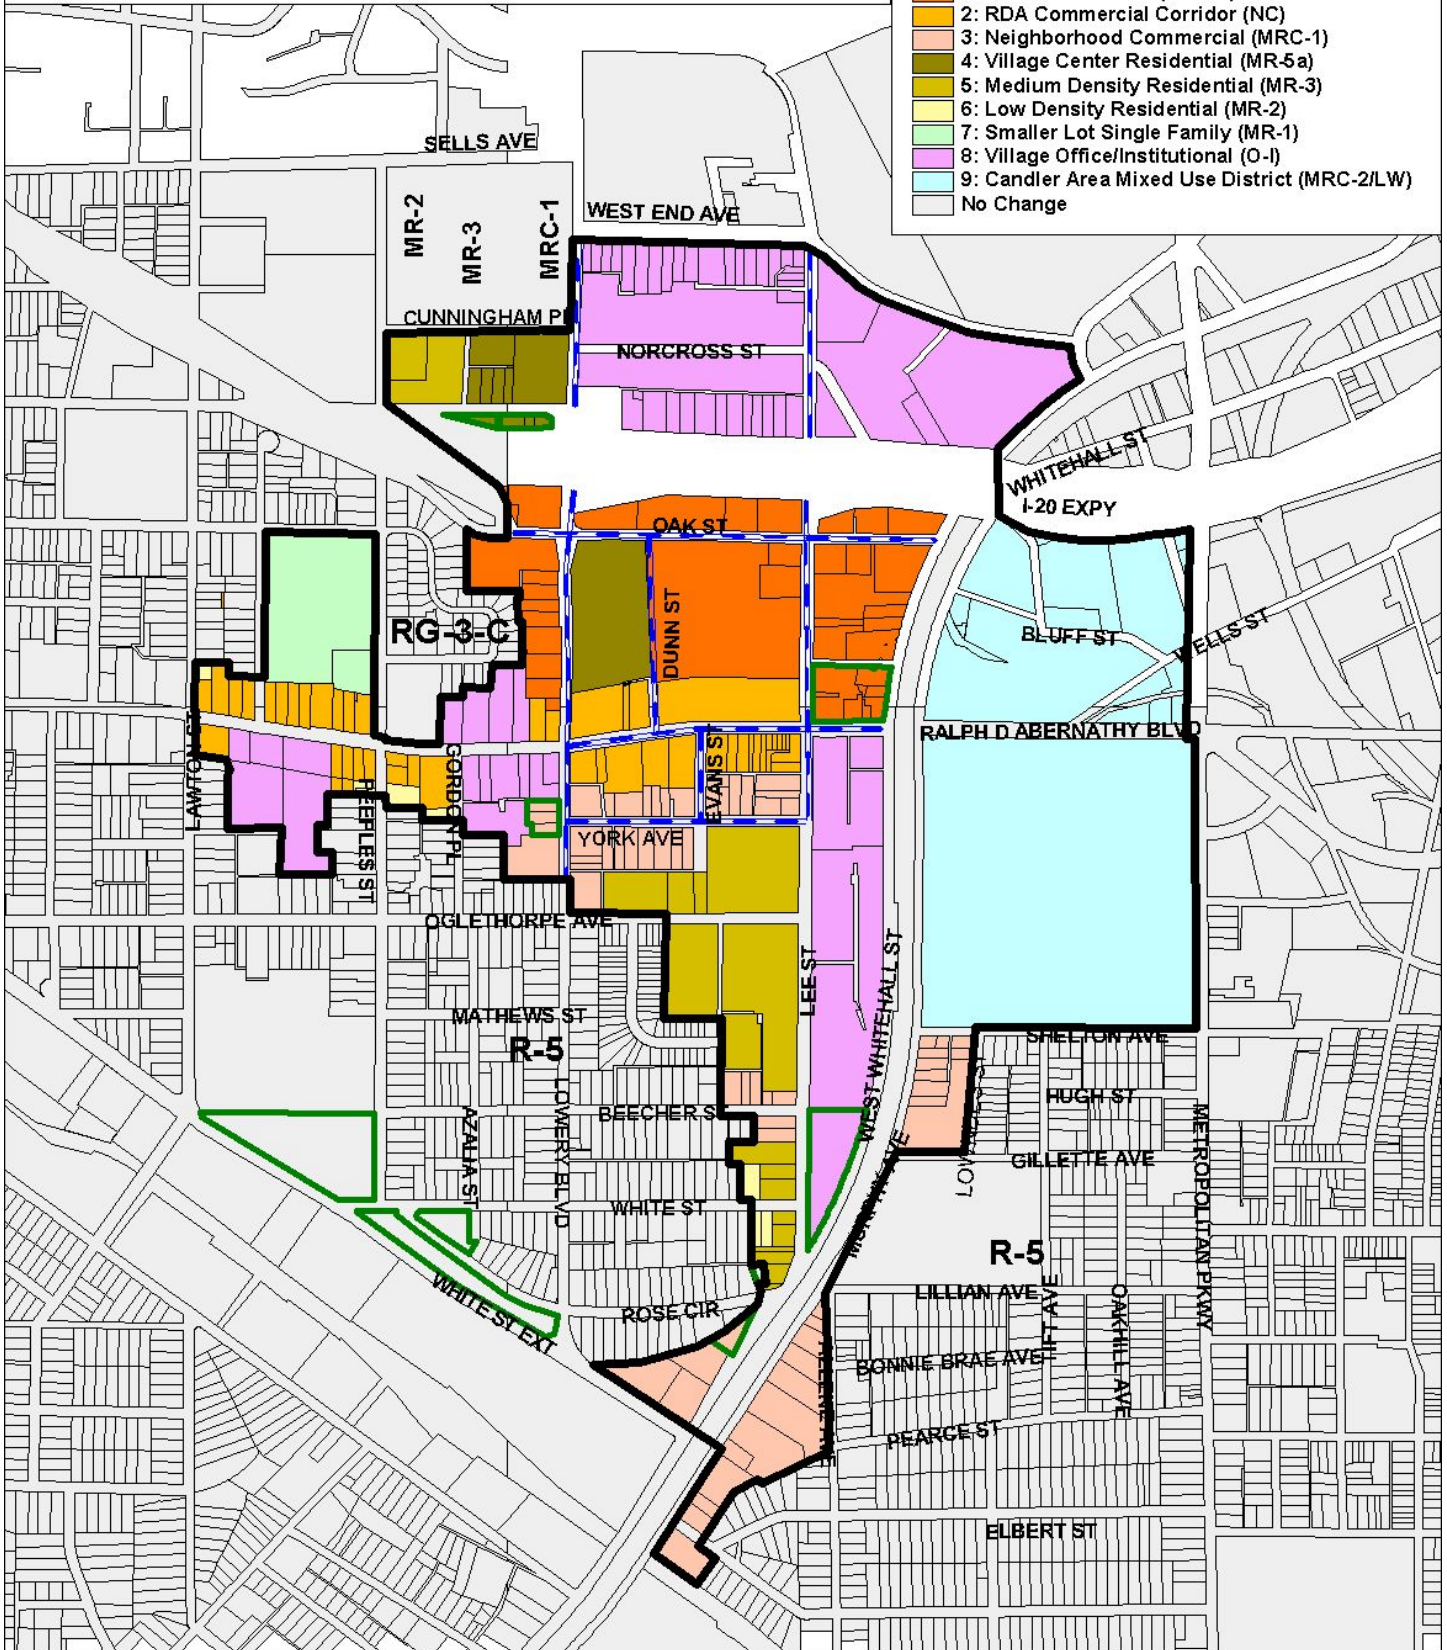 2: RDA Commercial Corridor (NC)
3: Neighborhood Commercial (MRC-1)
4: Village Center Residential (MR-5a)
5: Medium Density Residential (MR-3)
6: Low Density Residential (MR-2)
7: Smaller Lot Single Family (MR-1)
8: Village Office/Institutional (O-I)
9: Candler Area Mixed Use District (MRC-2/LW)
No Change
SELLS AVE
WEST END AVE
MR-2
MR-3
MRC-1
CUNNINGHAM PL
NORCROSS ST
WHITEHALL ST
I-20 EXPY
OAK ST
DUNN ST
RG-3-C
BLUFF ST
WELLS ST
RALPH D ABERNATHY BLVD
LAWTON ST
GORDON PL
PEEPLES ST
EVANS ST
YORK AVE
OGLETHORPE AVE
LEE ST
WEST WHITEHALL ST
MATHEWS ST
R-5
SHELTON AVE
HUGH ST
BEECHER S
AZALIA ST
LOWERY BLVD
METROPOLITAN PKWY
GILLETTE AVE
MURPHY AVE
WHITE ST
R-5
LILLIAN AVE
TIFT AVE
OAKHILL AVE
WHITE ST EXT
ROSE CIR
BONNIE BRAE AVE
PEARCE ST
ELBERT ST